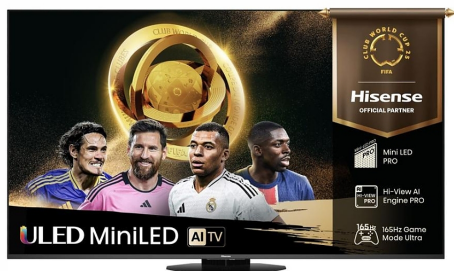 CLUB WORLD CUP 25
FIFA
Hisense
OFFICIAL PARTNER
Mini LED
PRO
Hi-View AI
Engine PRO
165Hz Game
Mode Ultra
165Hz
ULED MiniLED AI TV